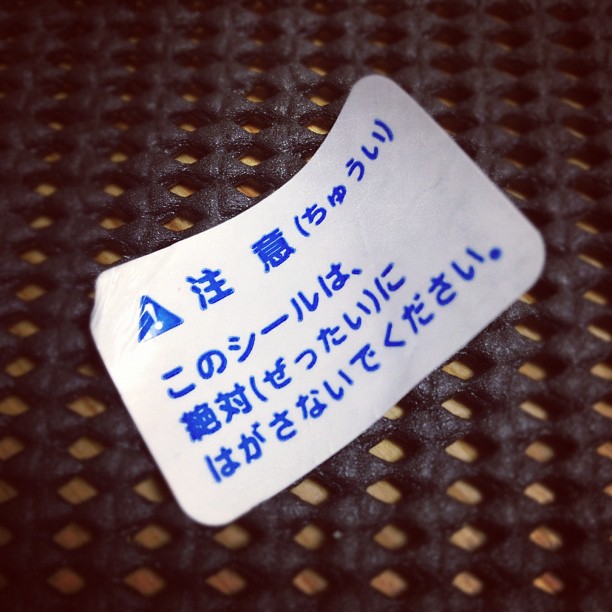 注意(ちゅうい)
このシールは、
絶対(ぜったい)に
はがさないでください。